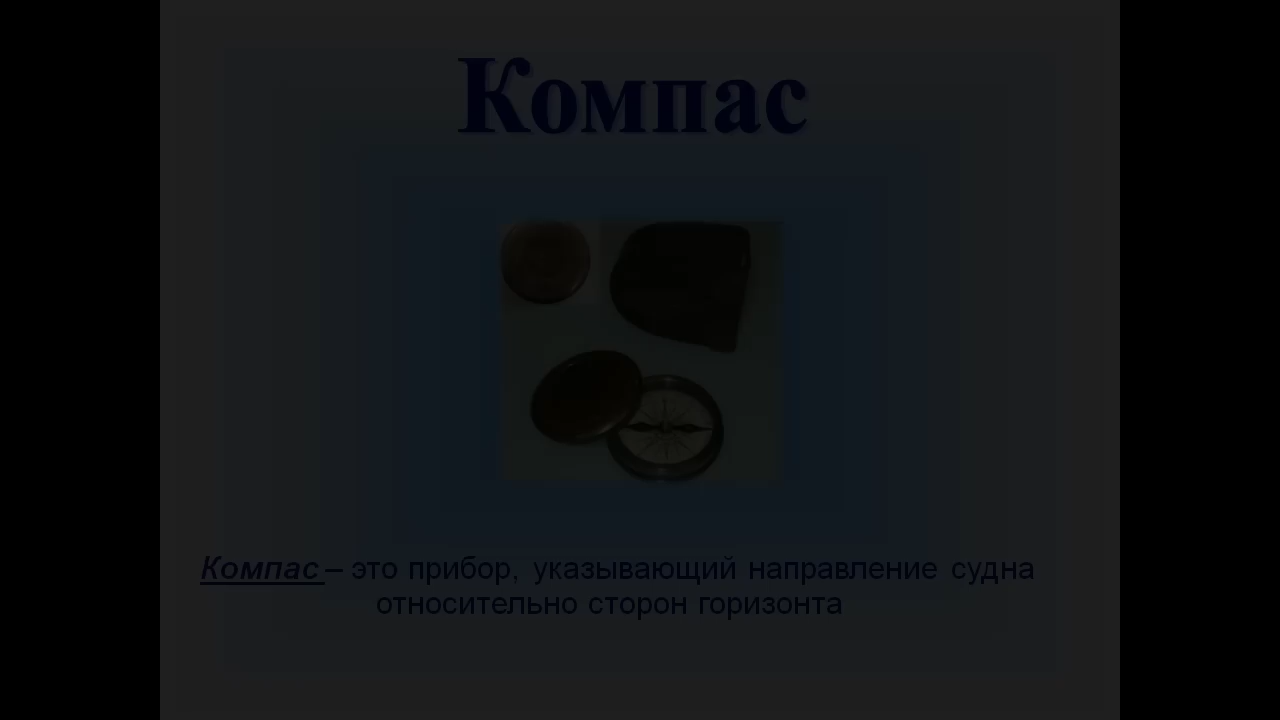 Компас
Компас – это прибор, указывающий направление судна
относительно сторон горизонта